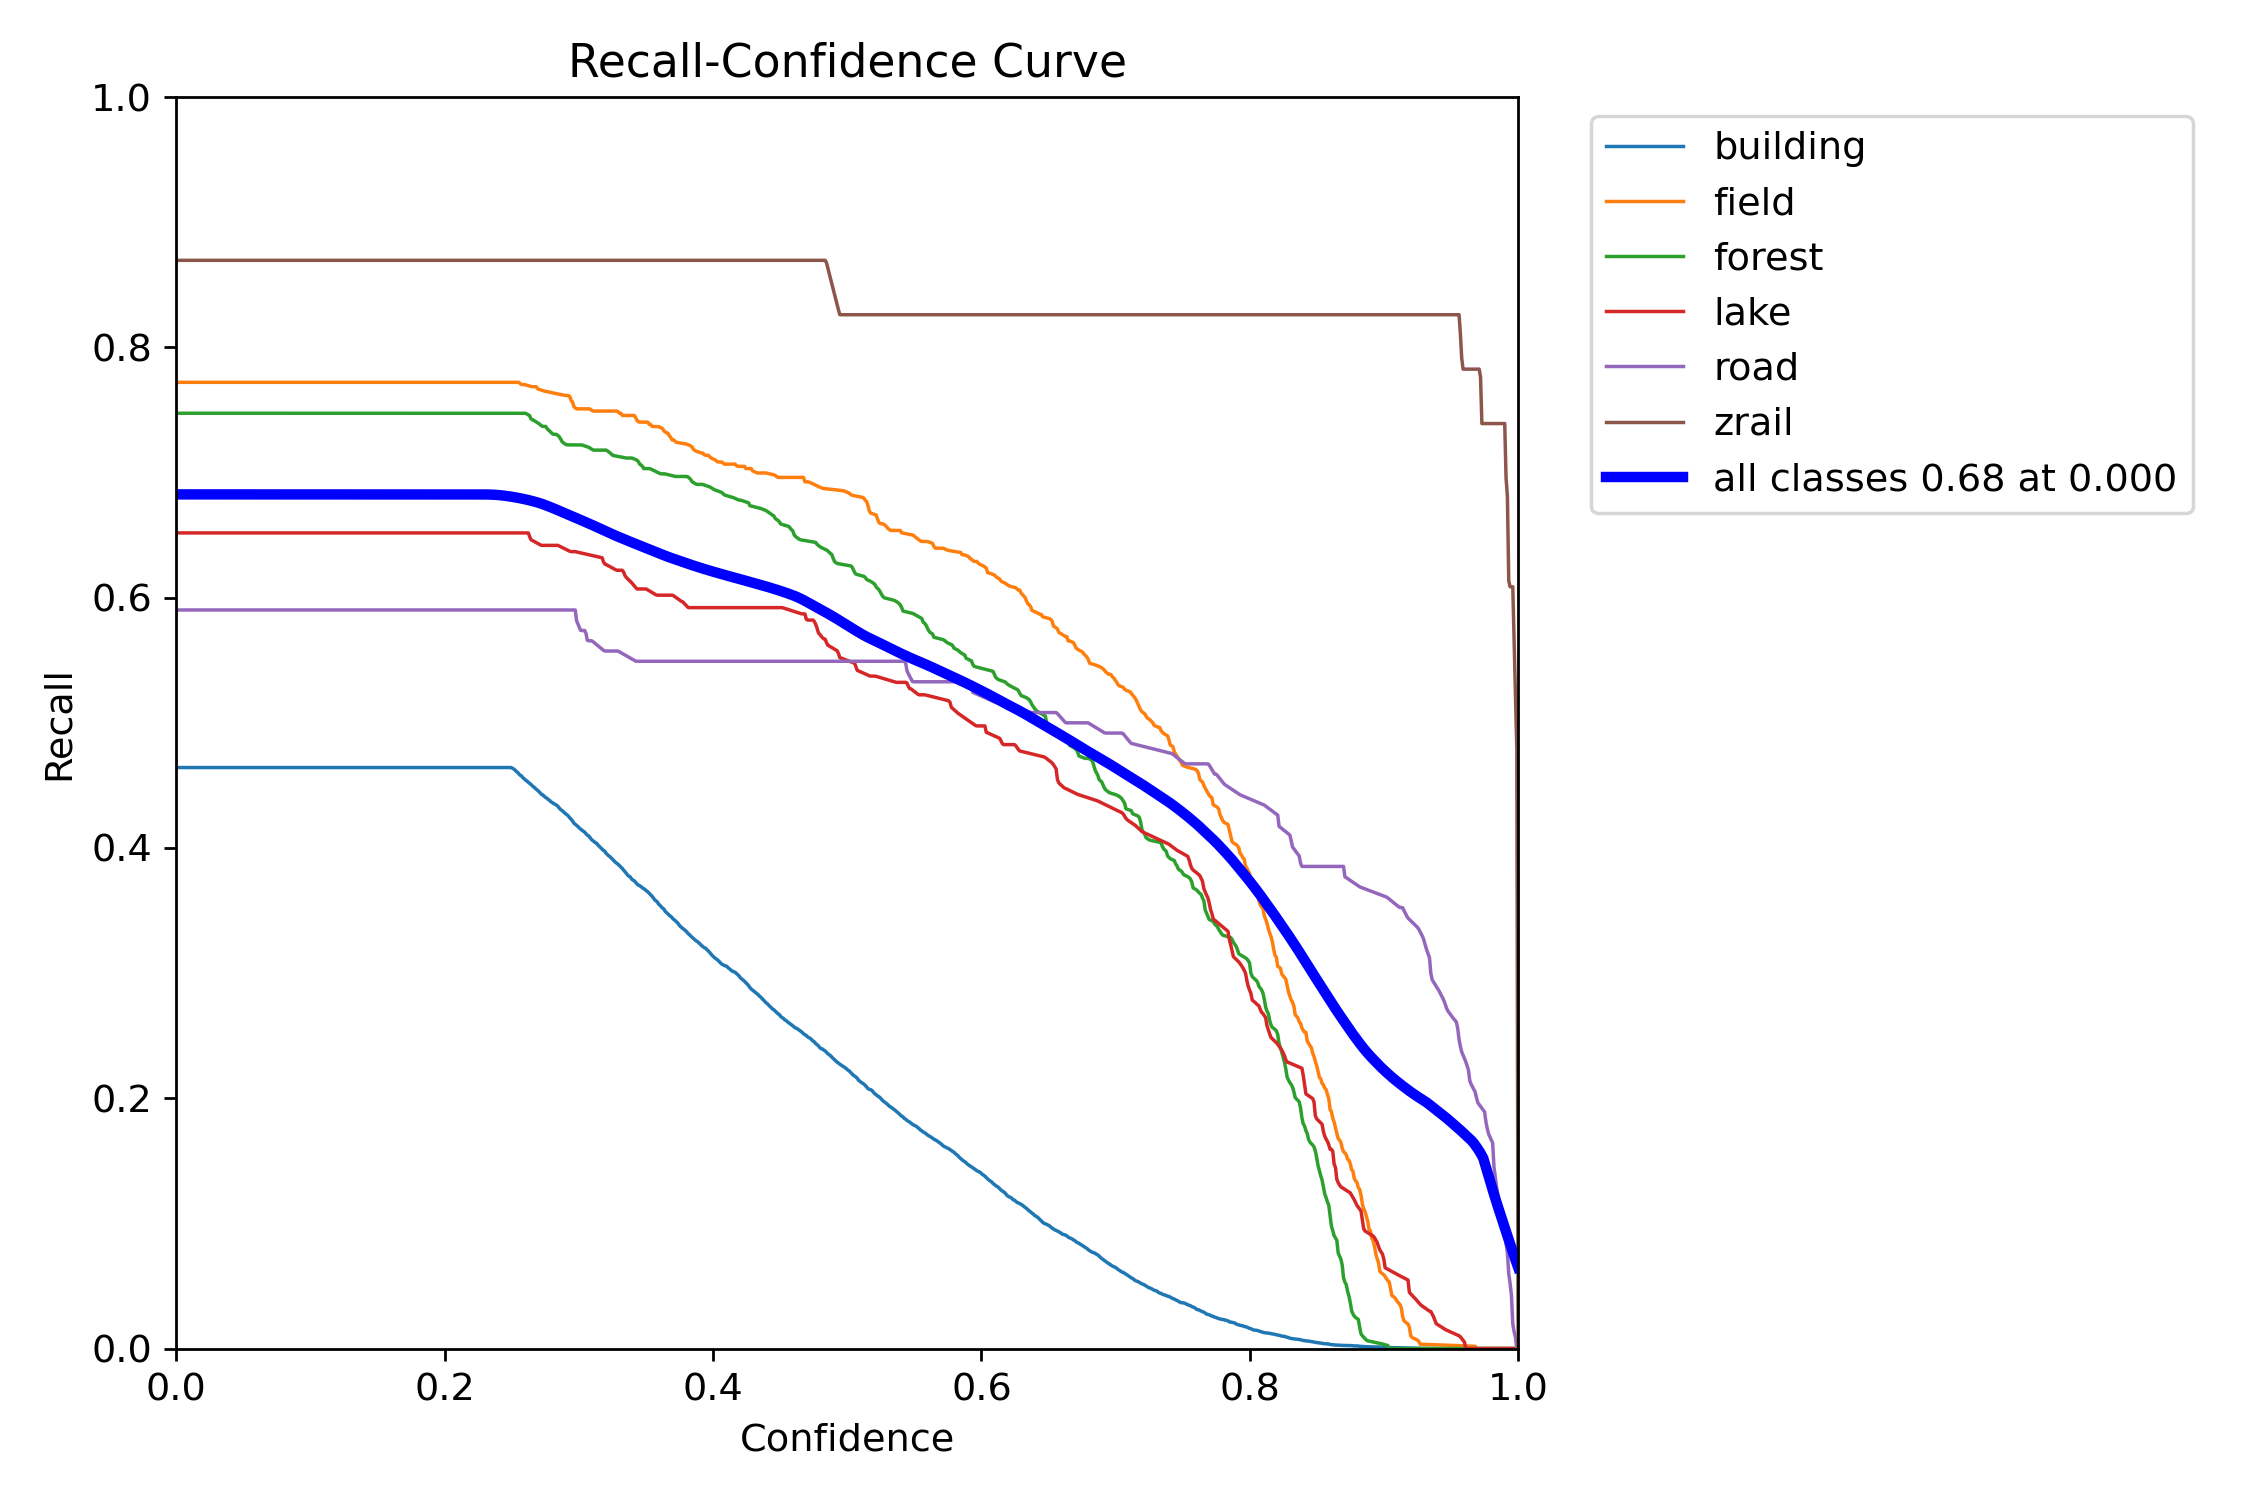 Recall-Confidence Curve
1.0
0.8
0.6
0.4
0.2
0.0
Recall
0.0 0.2 0.4 0.6 0.8 1.0
Confidence
building
field
forest
lake
road
zrail
all classes 0.68 at 0.000